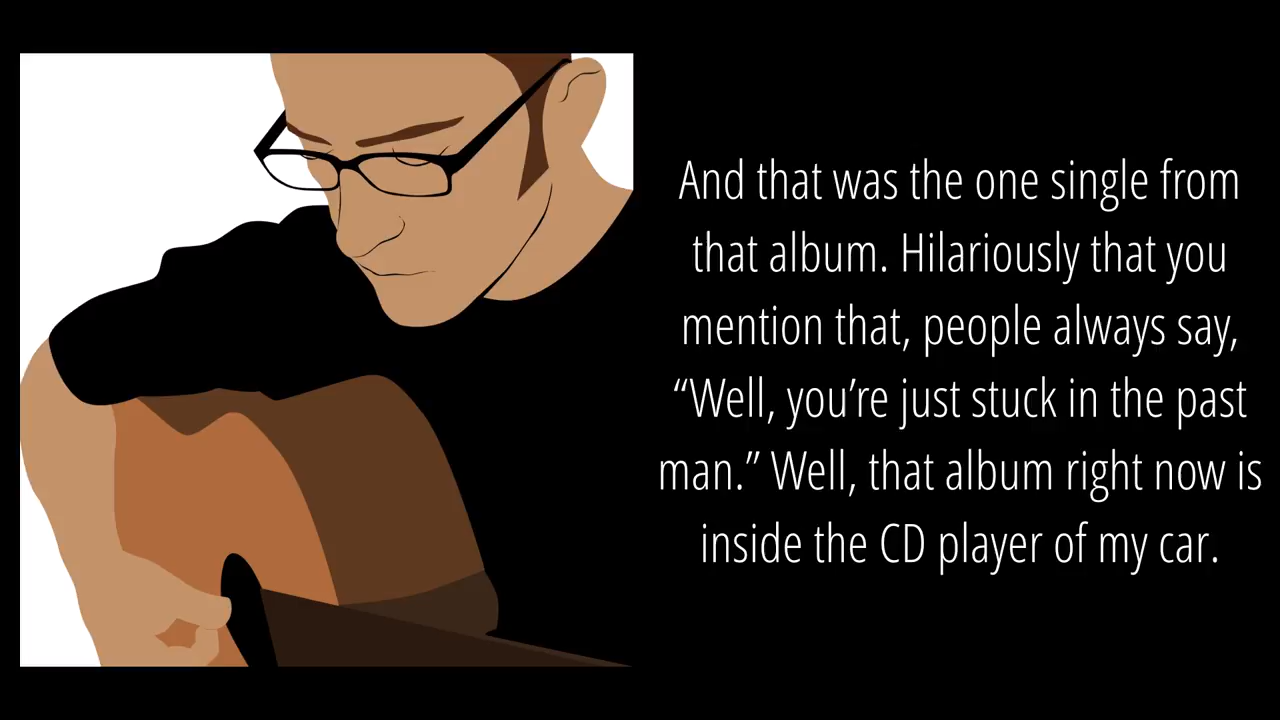 And that was the one single from
that album. Hilariously that you
mention that, people always say,
“Well, you’re just stuck in the past
man.” Well, that album right now is
inside the CD player of my car.